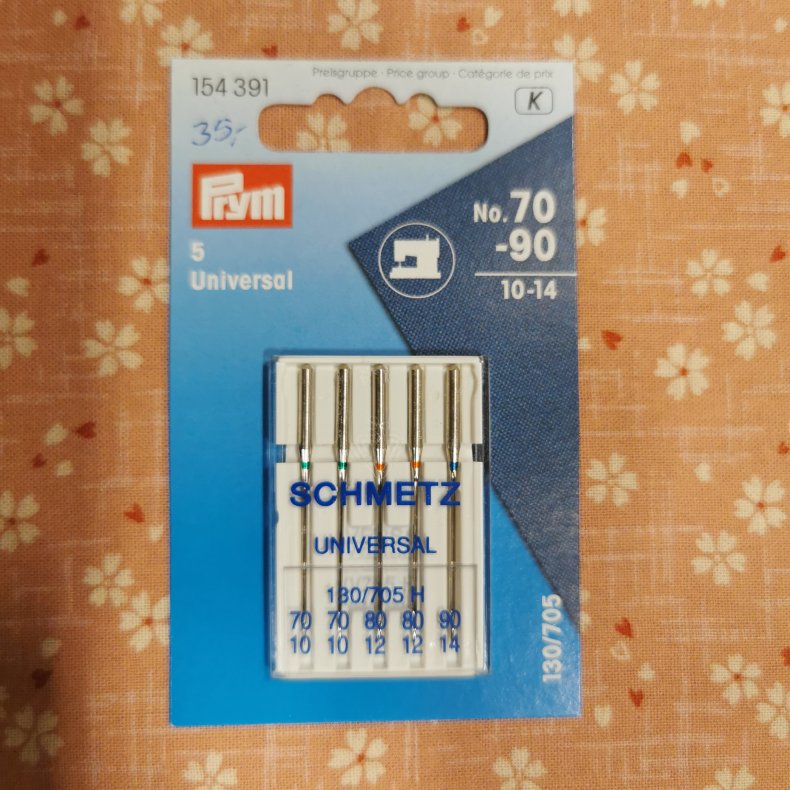 Preisgruppe · Price group · Catégorie de prix
K
154 391
35,-
Prym
5
Universal
No.70
-90
10-14
SCHMETZ
UNIVERSAL
130/705 H
70 70 80 80 90
10 10 12 12 14
130/705